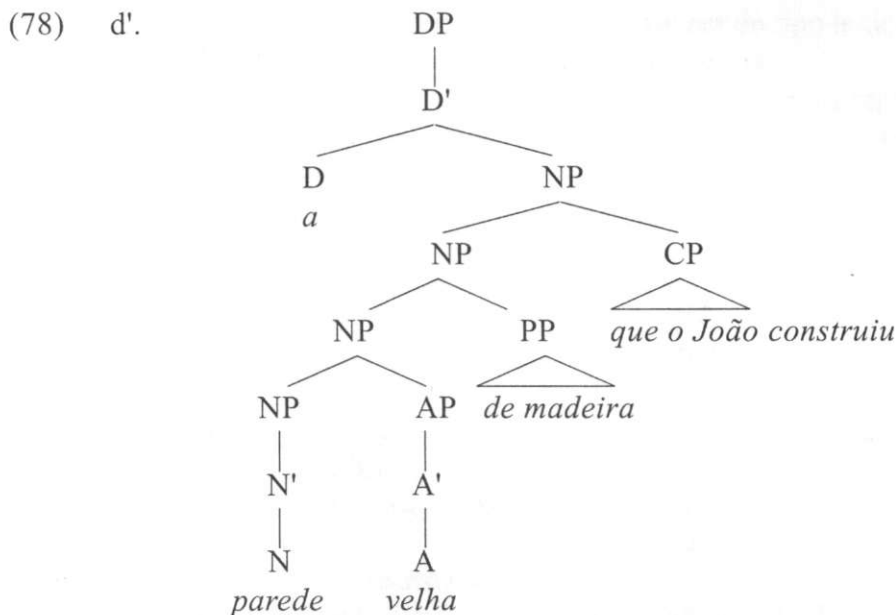 (78) d'. DP
D'
D NP
a
NP CP
NP PP que o João construiu
NP AP de madeira
N' A'
N A
parede velha